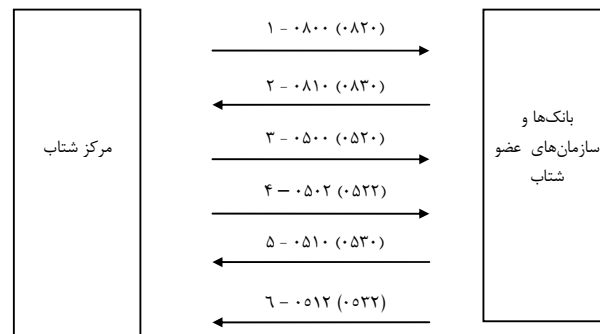 ۱ - ۰۸۰۰ (۰۸۲۰)
۲ - ۰۸۱۰ (۰۸۳۰)
۳ - ۰۵۰۰ (۰۵۲۰)
۴ – ۰۵۰۲ (۰۵۲۲)
۵ - ۰۵۱۰ (۰۵۳۰)
۶ – ۰۵۱۲ (۰۵۳۲)
بانک‌ها و
سازمان‌های عضو
شتاب
مرکز شتاب